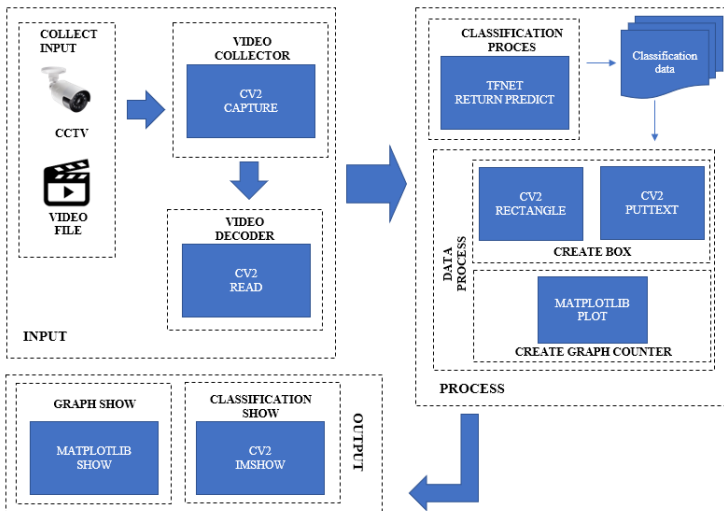 COLLECT
INPUT
CCTV
VIDEO
FILE
VIDEO
COLLECTOR
CV2
CAPTURE
VIDEO
DECODER
CV2
READ
INPUT
CLASSIFICATION
PROCES
TFNET
RETURN PREDICT
Classification
data
DATA
PROCESS
CV2
RECTANGLE
CV2
PUTTEXT
CREATE BOX
MATPLOTLIB
PLOT
CREATE GRAPH COUNTER
PROCESS
GRAPH SHOW
MATPLOTLIB
SHOW
CLASSIFICATION
SHOW
CV2
IMSHOW
OUTPUT